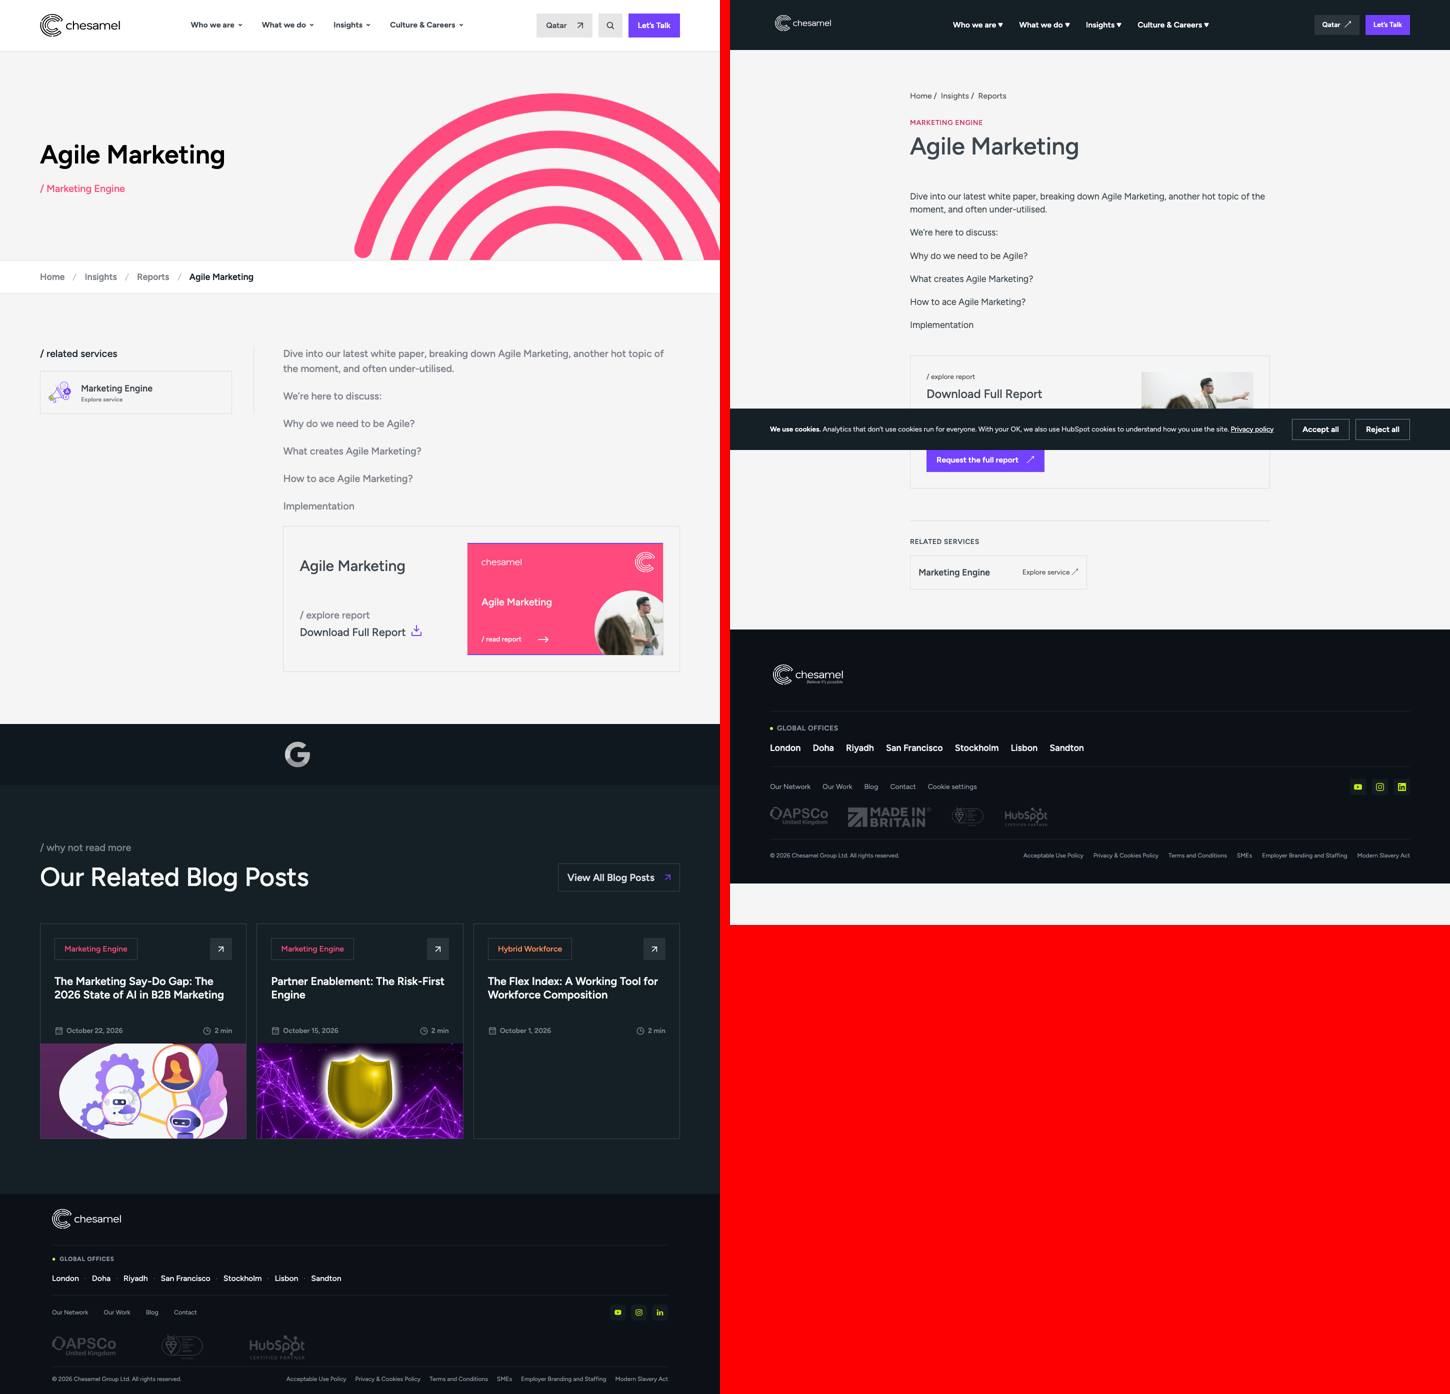 chesamel
Who we are
What we do
Insights
Culture & Careers
Qatar
Let's Talk
Agile Marketing
/ Marketing Engine
Home / Insights / Reports / Agile Marketing
/ related services
Marketing Engine
Explore service
Dive into our latest white paper, breaking down Agile Marketing, another hot topic of
the moment, and often under-utilised.
We're here to discuss:
Why do we need to be Agile?
What creates Agile Marketing?
How to ace Agile Marketing?
Implementation
Agile Marketing
/ explore report
Download Full Report
chesamel
Agile Marketing
/ read report
G
/ why not read more
Our Related Blog Posts
View All Blog Posts
Marketing Engine
The Marketing Say-Do Gap: The
2026 State of AI in B2B Marketing
October 22, 2026
2 min
Marketing Engine
Partner Enablement: The Risk-First
Engine
October 15, 2026
2 min
Hybrid Workforce
The Flex Index: A Working Tool for
Workforce Composition
October 1, 2026
2 min
chesamel
GLOBAL OFFICES
London · Doha · Riyadh · San Francisco · Stockholm · Lisbon · Sandton
Our Network Our Work Blog Contact
APSCo
United Kingdom
HubSpot
CERTIFIED PARTNER
© 2026 Chesamel Group Ltd. All rights reserved.
Acceptable Use Policy Privacy & Cookies Policy Terms and Conditions SMEs Employer Branding and Staffing Modern Slavery Act
chesamel
Who we are
What we do
Insights
Culture & Careers
Qatar
Let's Talk
Home / Insights / Reports
MARKETING ENGINE
Agile Marketing
Dive into our latest white paper, breaking down Agile Marketing, another hot topic of the
moment, and often under-utilised.
We're here to discuss:
Why do we need to be Agile?
What creates Agile Marketing?
How to ace Agile Marketing?
Implementation
/ explore report
Download Full Report
We use cookies. Analytics that don't use cookies run for everyone. With your OK, we also use HubSpot cookies to understand how you use the site. Privacy policy
Accept all
Reject all
Request the full report
RELATED SERVICES
Marketing Engine
Explore service
chesamel
Believe it's possible
GLOBAL OFFICES
London Doha Riyadh San Francisco Stockholm Lisbon Sandton
Our Network Our Work Blog Contact Cookie settings
APSCo
United Kingdom
MADE IN
BRITAIN
HubSpot
CERTIFIED PARTNER
© 2026 Chesamel Group Ltd. All rights reserved.
Acceptable Use Policy Privacy & Cookies Policy Terms and Conditions SMEs Employer Branding and Staffing Modern Slavery Act